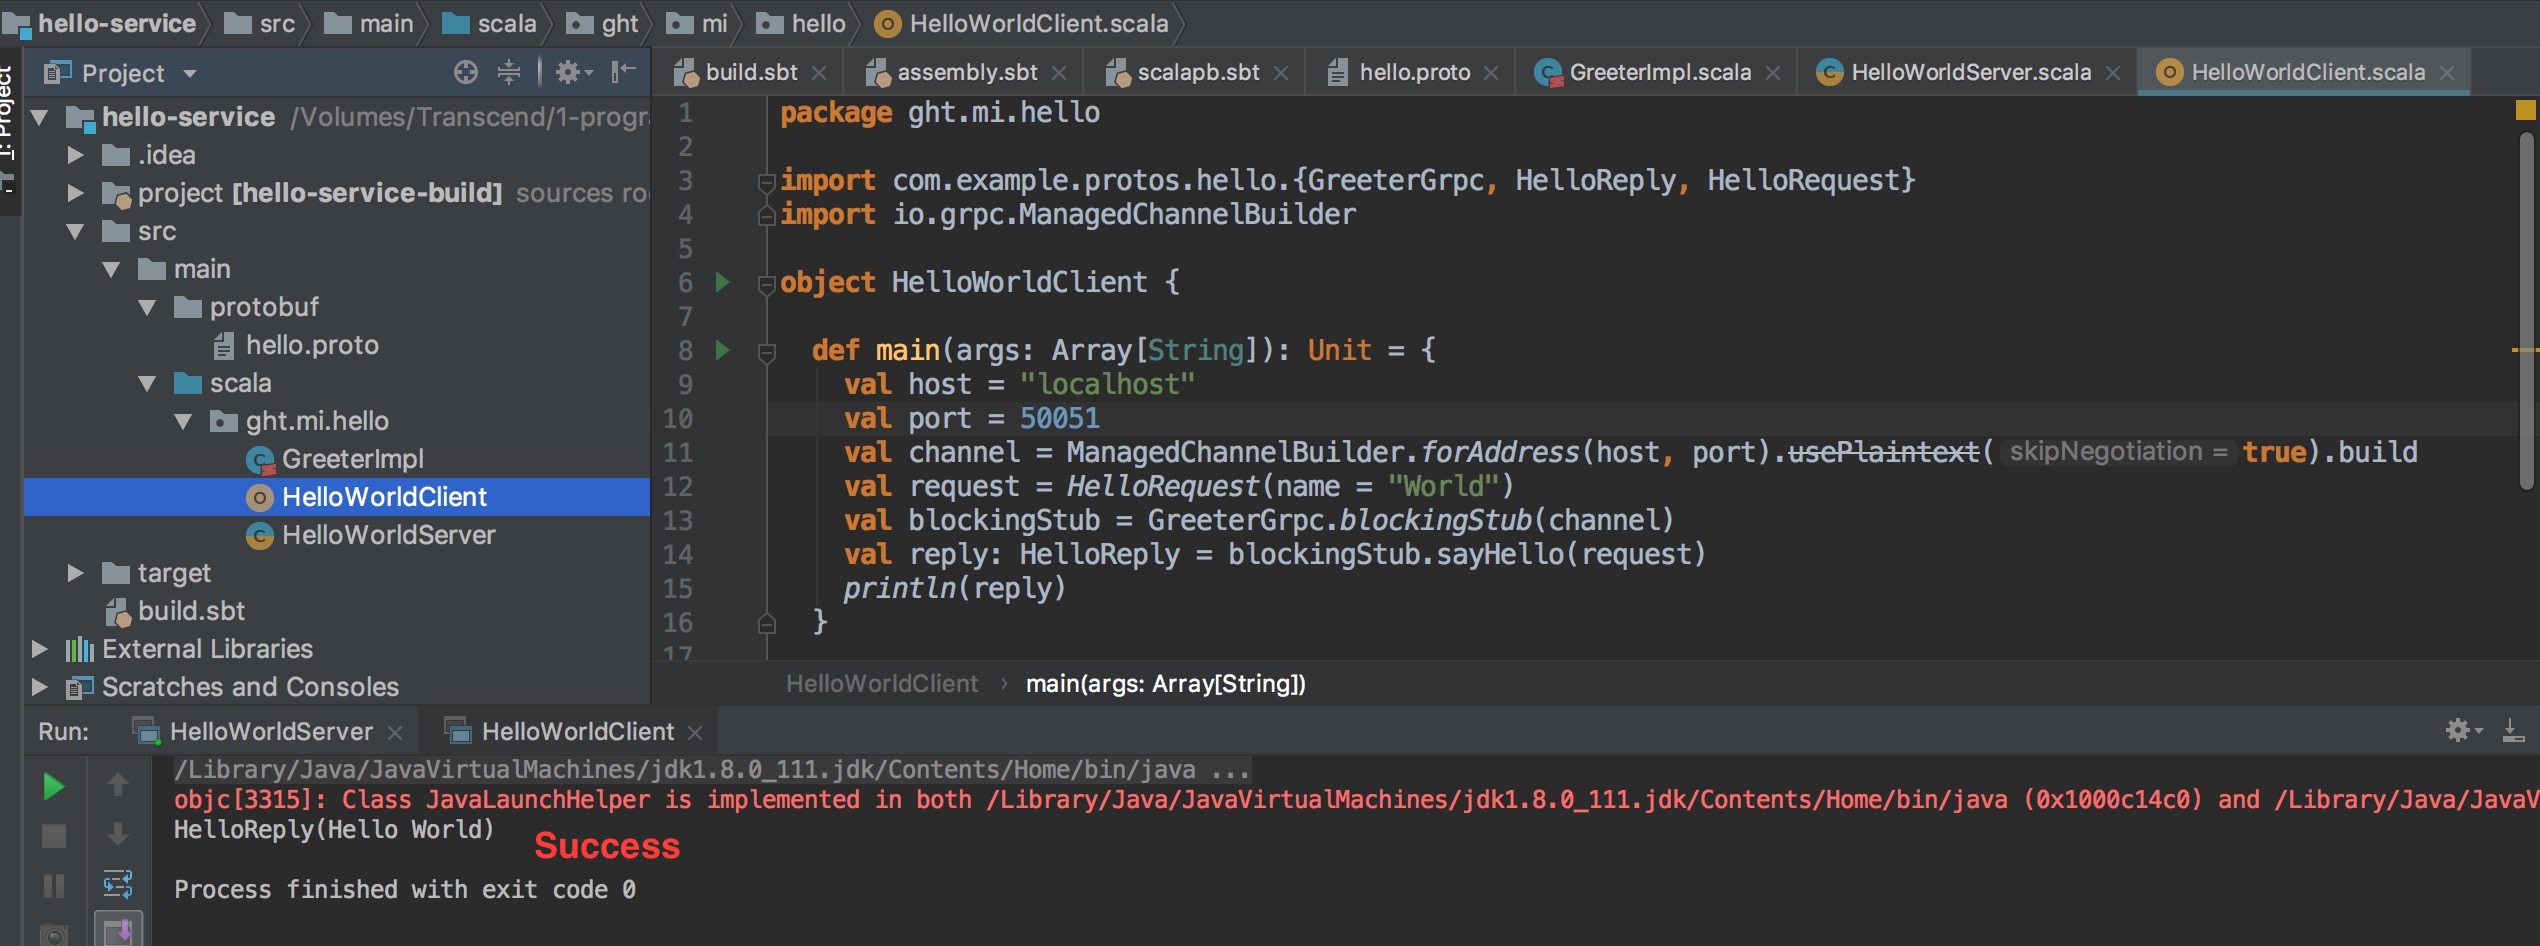 hello-service src main scala ght mi hello HelloWorldClient.scala
Project
build.sbt assembly.sbt scalapb.sbt hello.proto GreeterImpl.scala HelloWorldServer.scala HelloWorldClient.scala
1: Project
hello-service /Volumes/Transcend/1-progra
.idea
project [hello-service-build] sources ro
src
main
protobuf
hello.proto
scala
ght.mi.hello
GreeterImpl
HelloWorldClient
HelloWorldServer
target
build.sbt
External Libraries
Scratches and Consoles
1 package ght.mi.hello
2
3 import com.example.protos.hello.{GreeterGrpc, HelloReply, HelloRequest}
4 import io.grpc.ManagedChannelBuilder
5
6 object HelloWorldClient {
7
8 def main(args: Array[String]): Unit = {
9 val host = "localhost"
10 val port = 50051
11 val channel = ManagedChannelBuilder.forAddress(host, port).usePlaintext( skipNegotiation = true).build
12 val request = HelloRequest(name = "World")
13 val blockingStub = GreeterGrpc.blockingStub(channel)
14 val reply: HelloReply = blockingStub.sayHello(request)
15 println(reply)
16 }
17
HelloWorldClient › main(args: Array[String])
Run: HelloWorldServer HelloWorldClient
/Library/Java/JavaVirtualMachines/jdk1.8.0_111.jdk/Contents/Home/bin/java ...
objc[3315]: Class JavaLaunchHelper is implemented in both /Library/Java/JavaVirtualMachines/jdk1.8.0_111.jdk/Contents/Home/bin/java (0x1000c14c0) and /Library/Java/JavaV
HelloReply(Hello World)
Success
Process finished with exit code 0